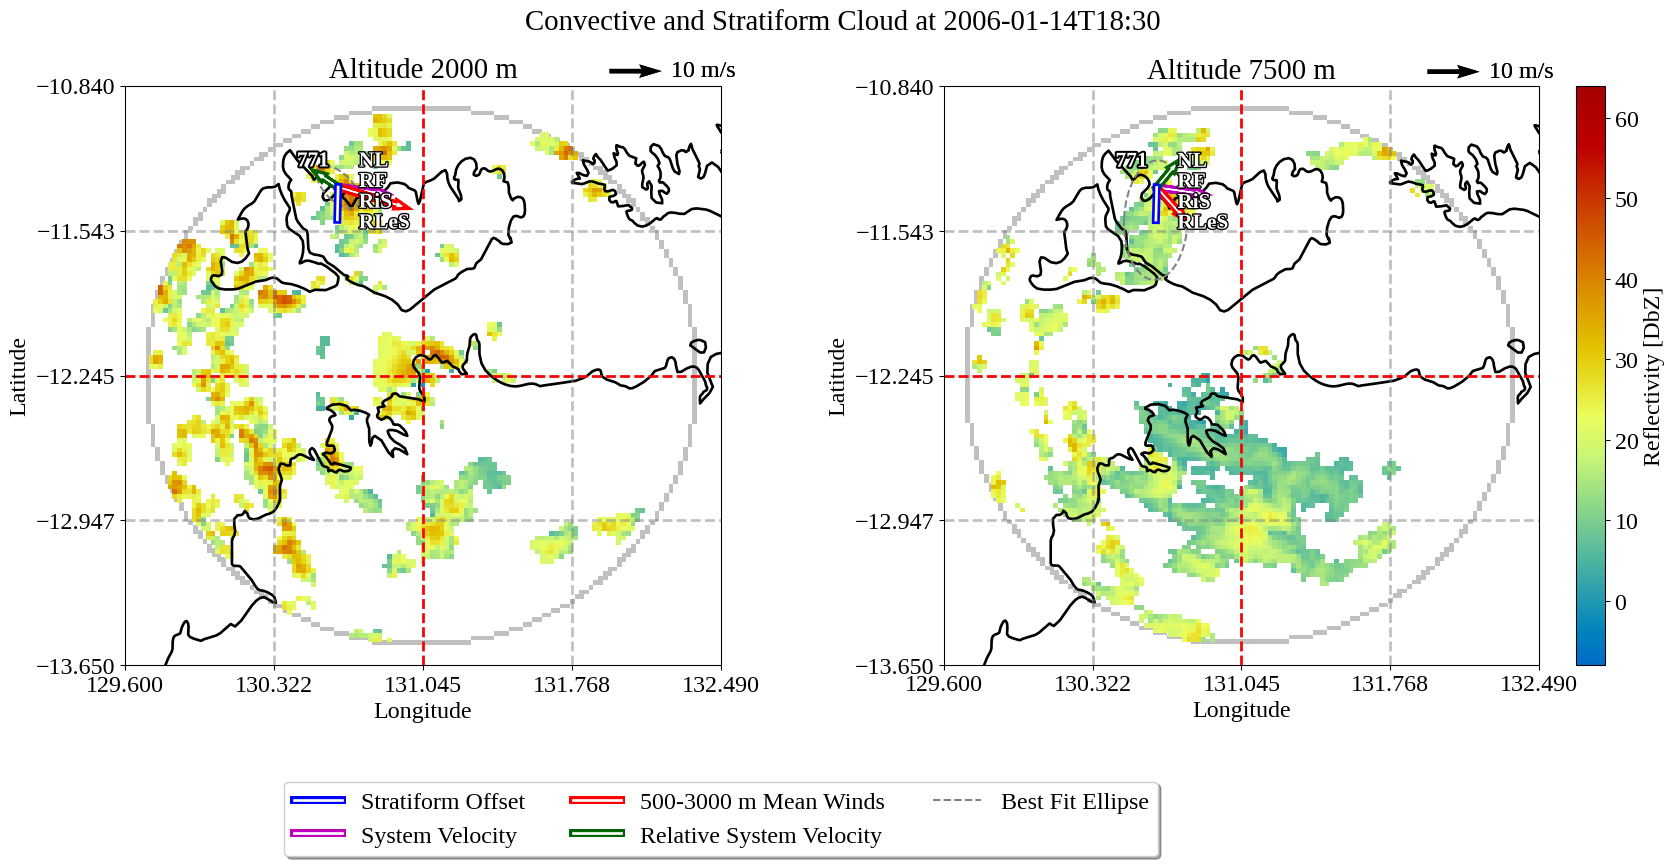 Convective and Stratiform Cloud at 2006-01-14T18:30
Altitude 2000 m
10 m/s
−10.840
−11.543
−12.245
−12.947
−13.650
129.600
130.322
131.045
131.768
132.490
Latitude
Longitude
771
NL
RF
RIS
RLeS
Altitude 7500 m
10 m/s
−10.840
−11.543
−12.245
−12.947
−13.650
129.600
130.322
131.045
131.768
132.490
Latitude
Longitude
771
NL
RF
RIS
RLeS
60
50
40
30
20
10
0
Reflectivity [DbZ]
Stratiform Offset
System Velocity
500-3000 m Mean Winds
Relative System Velocity
Best Fit Ellipse